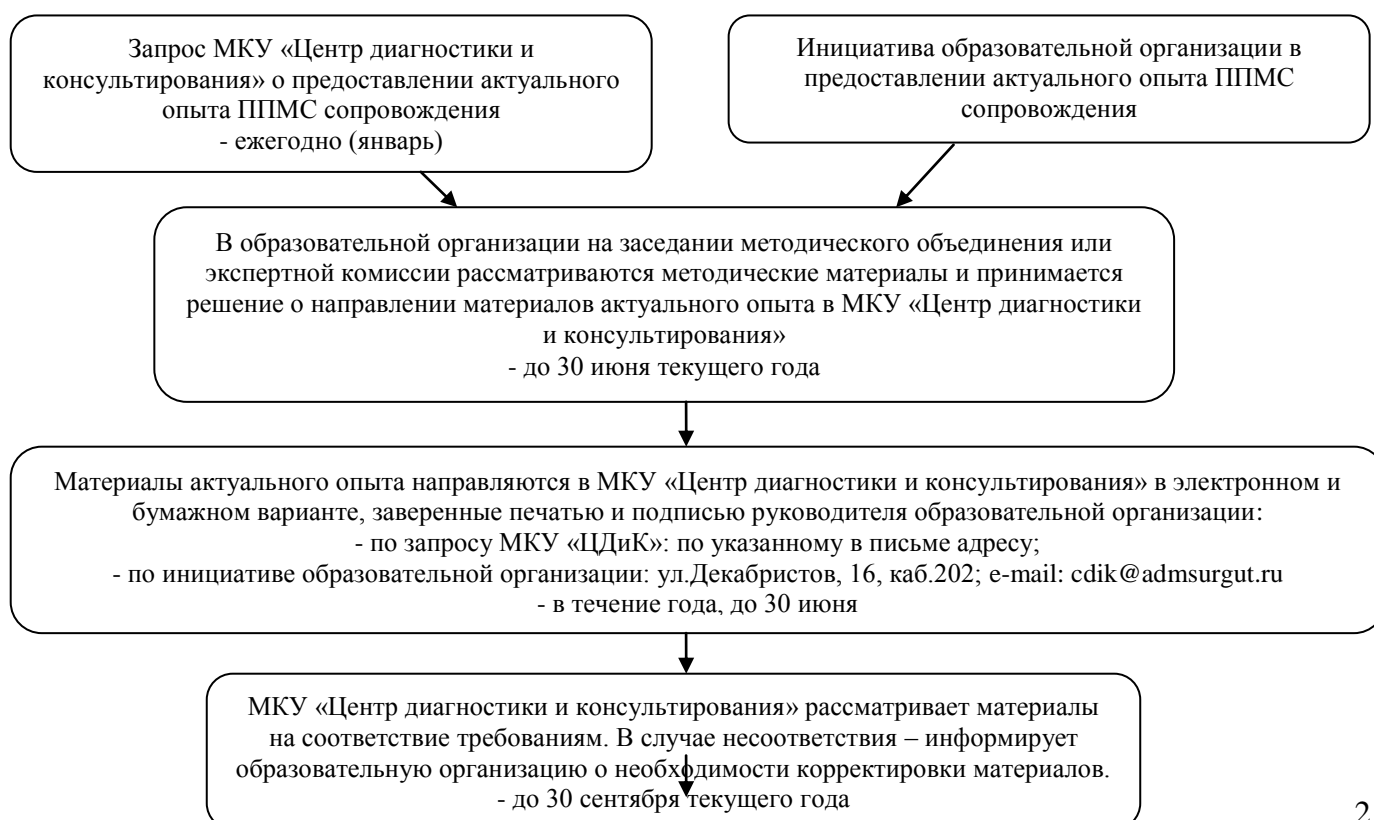 Запрос МКУ «Центр диагностики и
консультирования» о предоставлении актуального
опыта ППМС сопровождения
- ежегодно (январь)
Инициатива образовательной организации в
предоставлении актуального опыта ППМС
сопровождения
В образовательной организации на заседании методического объединения или
экспертной комиссии рассматриваются методические материалы и принимается
решение о направлении материалов актуального опыта в МКУ «Центр диагностики
и консультирования»
- до 30 июня текущего года
Материалы актуального опыта направляются в МКУ «Центр диагностики и консультирования» в электронном и
бумажном варианте, заверенные печатью и подписью руководителя образовательной организации:
- по запросу МКУ «ЦДиК»: по указанному в письме адресу;
- по инициативе образовательной организации: ул.Декабристов, 16, каб.202; e-mail: cdik@admsurgut.ru
- в течение года, до 30 июня
МКУ «Центр диагностики и консультирования» рассматривает материалы
на соответствие требованиям. В случае несоответствия – информирует
образовательную организацию о необходимости корректировки материалов.
- до 30 сентября текущего года
2